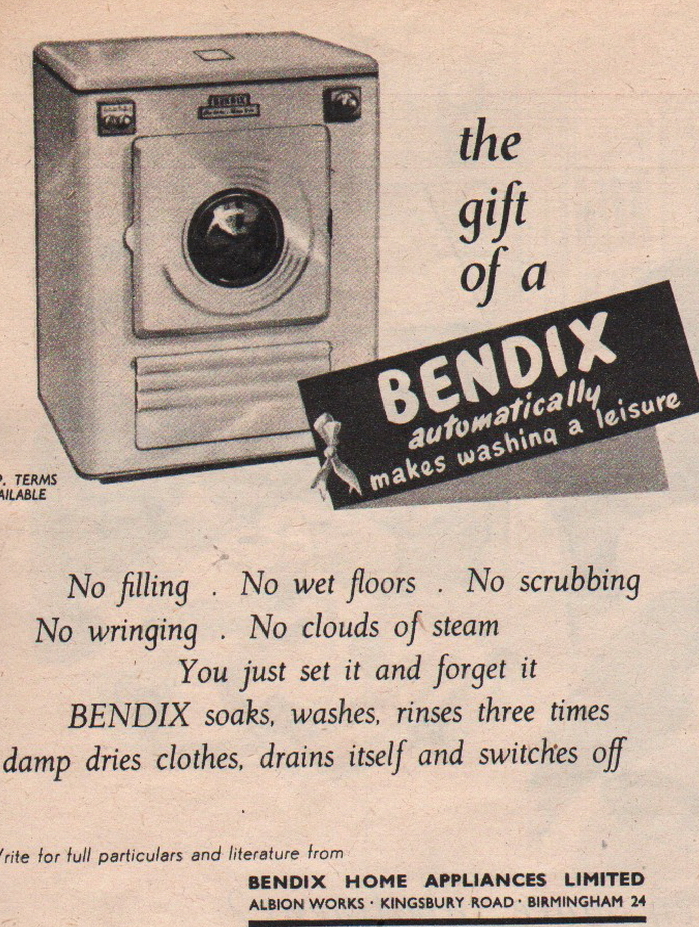 BENDIX
the
gift
of a
BENDIX
automatically
makes washing a leisure
P. TERMS
AILABLE
No filling . No wet floors . No scrubbing
No wringing . No clouds of steam
You just set it and forget it
BENDIX soaks, washes, rinses three times
damp dries clothes, drains itself and switches off
rite for full particulars and literature from
BENDIX HOME APPLIANCES LIMITED
ALBION WORKS · KINGSBURY ROAD · BIRMINGHAM 24